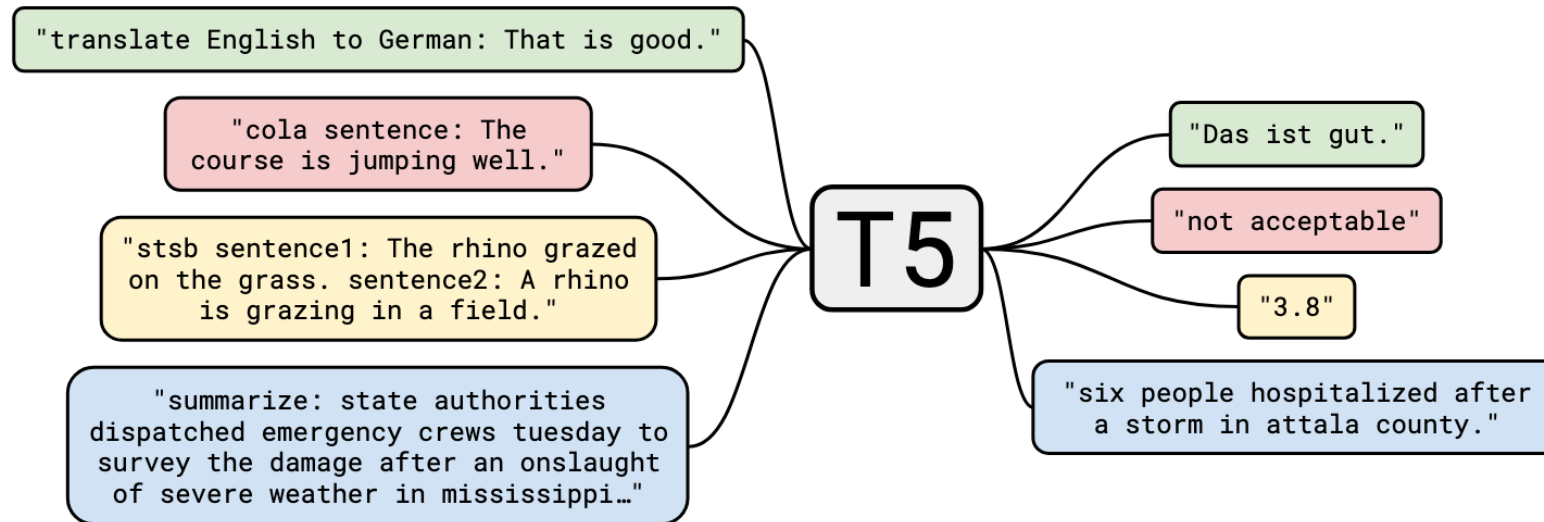 "translate English to German: That is good."
"cola sentence: The
course is jumping well."
"stsb sentence1: The rhino grazed
on the grass. sentence2: A rhino
is grazing in a field."
"summarize: state authorities
dispatched emergency crews tuesday to
survey the damage after an onslaught
of severe weather in mississippi…"
T5
"Das ist gut."
"not acceptable"
"3.8"
"six people hospitalized after
a storm in attala county."